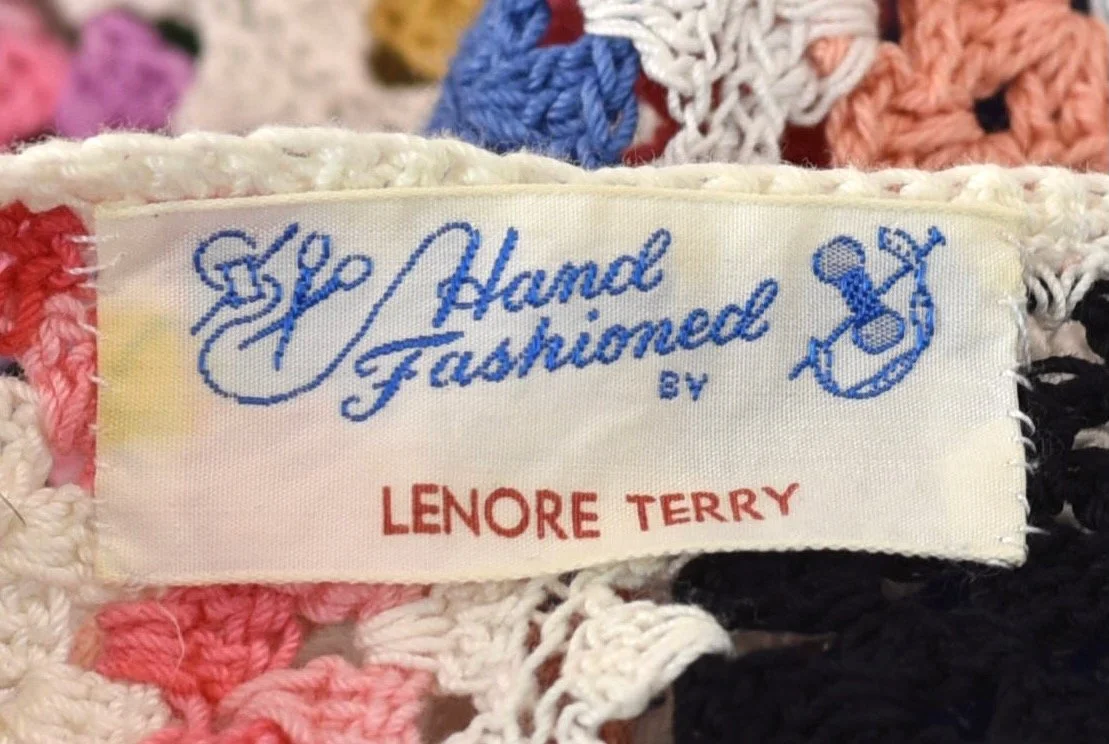 Hand
Fashioned
BY
LENORE TERRY